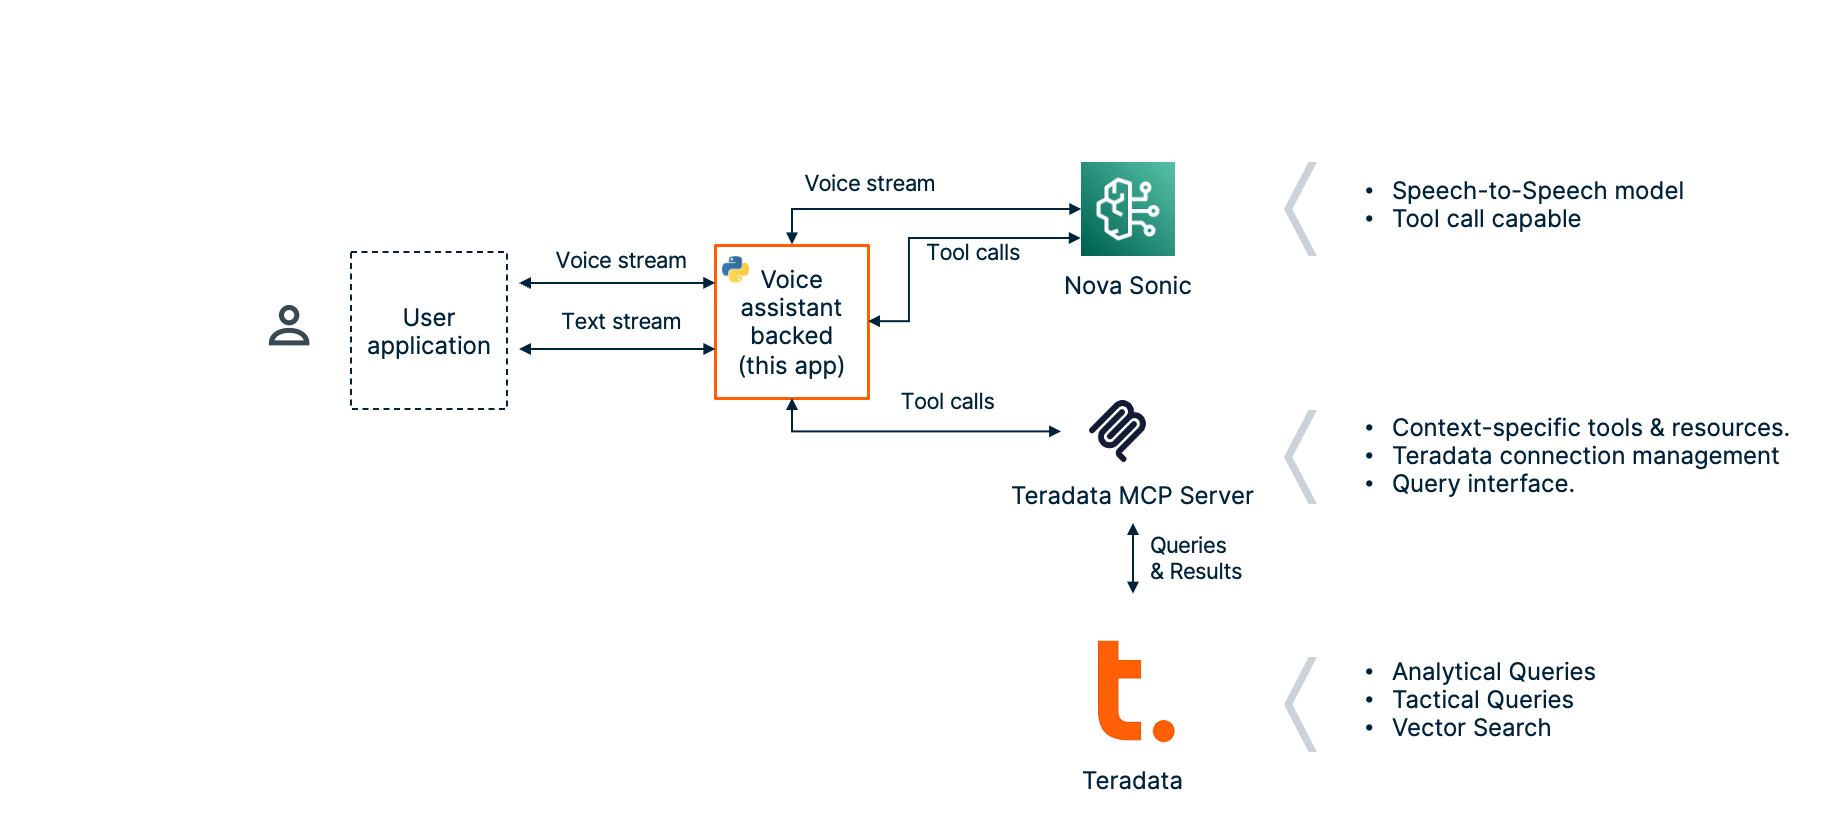 Voice stream
• Speech-to-Speech model
• Tool call capable
Tool calls
Nova Sonic
Voice stream
Text stream
User
application
Voice
assistant
backed
(this app)
Tool calls
Teradata MCP Server
• Context-specific tools & resources.
• Teradata connection management
• Query interface.
Queries
& Results
t.
Teradata
• Analytical Queries
• Tactical Queries
• Vector Search